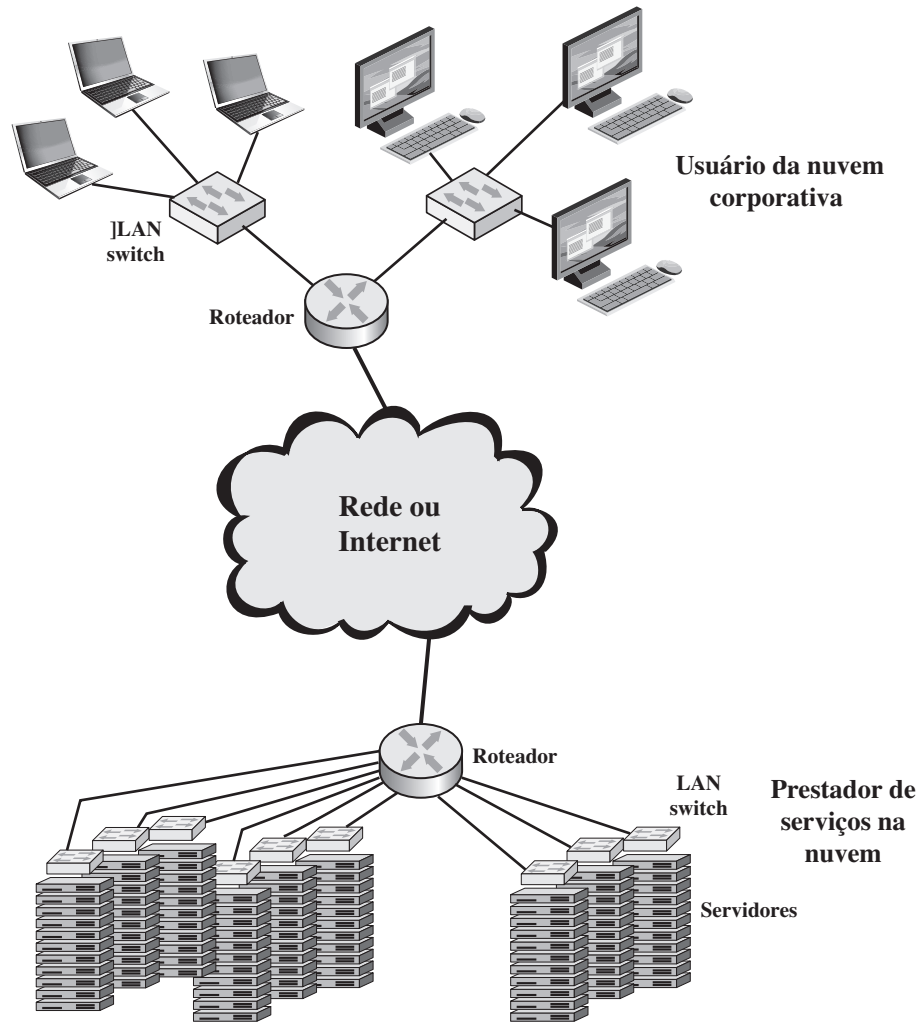 Usuário da nuvem
corporativa
]LAN
switch
Roteador
Rede ou
Internet
Roteador
LAN
switch
Prestador de
serviços na
nuvem
Servidores